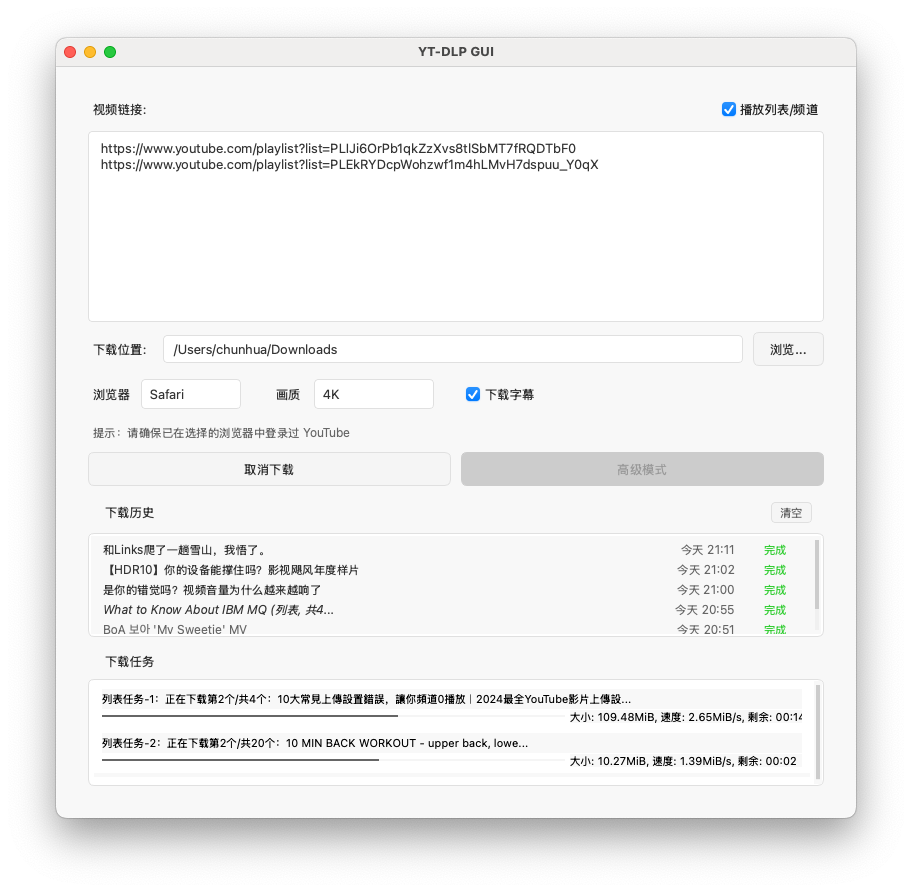 YT-DLP GUI
视频链接:
播放列表/频道
https://www.youtube.com/playlist?list=PLIJi6OrPb1qkZzXvs8tlSbMT7fRQDTbF0
https://www.youtube.com/playlist?list=PLEkRYDcpWohzwf1m4hLMvH7dspuu_Y0qX
下载位置: /Users/chunhua/Downloads 浏览...
浏览器 Safari 画质 4K 下载字幕
提示：请确保已在选择的浏览器中登录过 YouTube
取消下载 高级模式
下载历史 清空
和Links爬了一趟雪山，我悟了。 今天 21:11 完成
【HDR10】你的设备能撑住吗？影视飓风年度样片 今天 21:02 完成
是你的错觉吗？视频音量为什么越来越响了 今天 21:00 完成
What to Know About IBM MQ (列表, 共4... 今天 20:55 完成
BoA 보아 'My Sweetie' MV 今天 20:51 完成
下载任务
列表任务-1：正在下载第2个/共4个：10大常見上傳設置錯誤，讓你頻道0播放｜2024最全YouTube影片上傳設...
大小: 109.48MiB, 速度: 2.65MiB/s, 剩余: 00:14
列表任务-2：正在下载第2个/共20个：10 MIN BACK WORKOUT - upper back, lowe...
大小: 10.27MiB, 速度: 1.39MiB/s, 剩余: 00:02